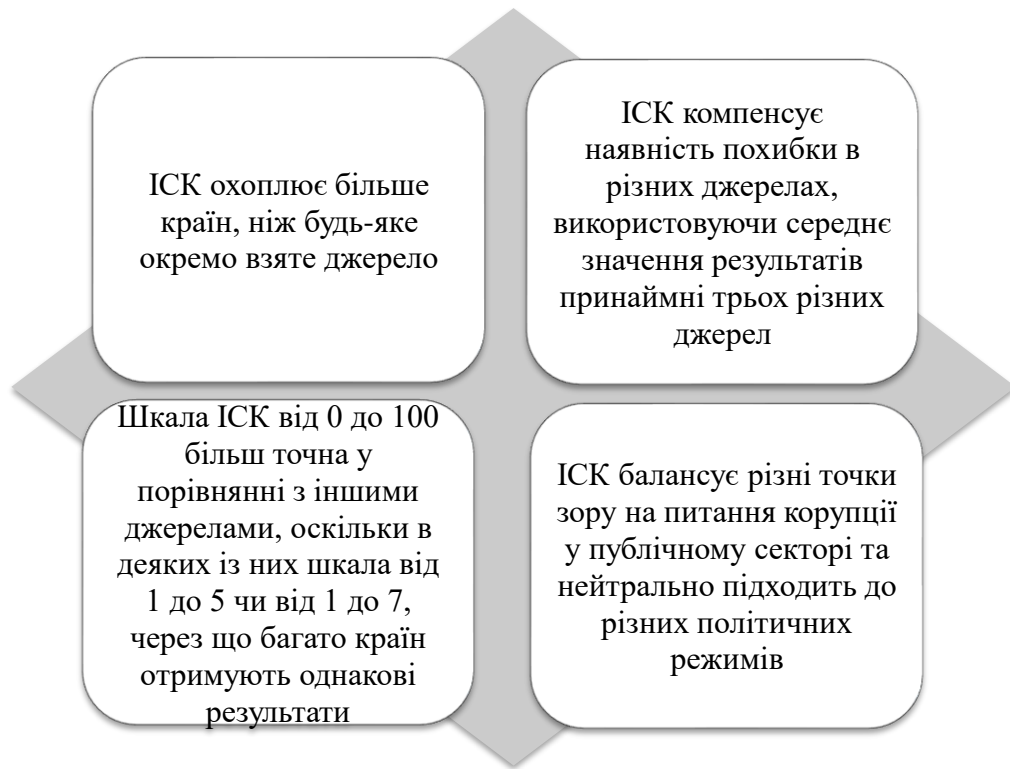 ІСК охоплює більше
країн, ніж будь-яке
окремо взяте джерело
ІСК компенсує
наявність похибки в
різних джерелах,
використовуючи середнє
значення результатів
принаймні трьох різних
джерел
Шкала ІСК від 0 до 100
більш точна у
порівнянні з іншими
джерелами, оскільки в
деяких із них шкала від
1 до 5 чи від 1 до 7,
через що багато країн
отримують однакові
результати
ІСК балансує різні точки
зору на питання корупції
у публічному секторі та
нейтрально підходить до
різних політичних
режимів